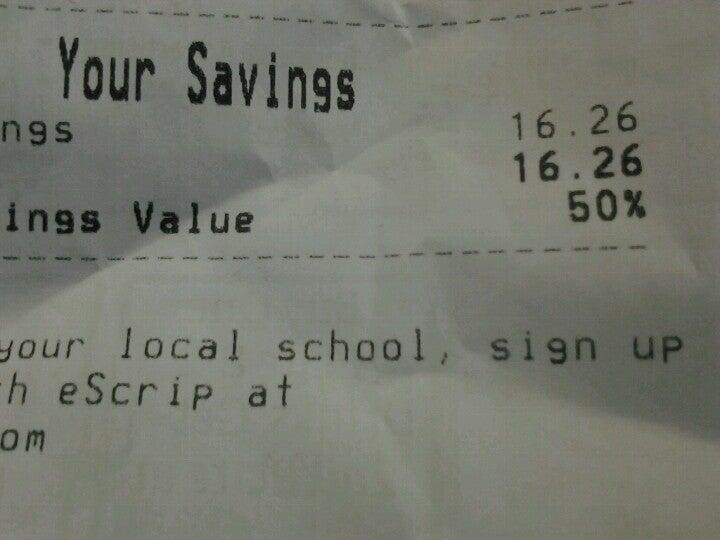 Your Savings
ngs 16.26
16.26
ings Value 50%
your local school, sign up
h eScrip at
om